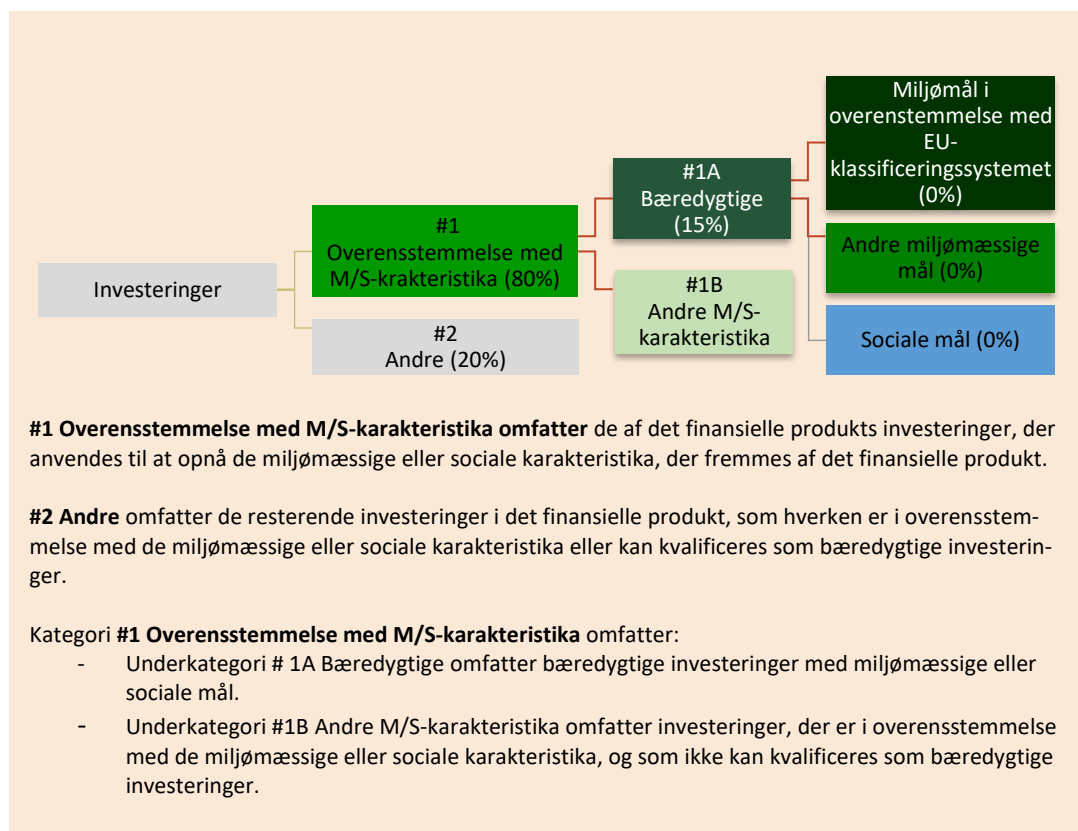 Investeringer
#1
Overensstemmelse med
M/S-krakteristika (80%)
#2
Andre (20%)
#1A
Bæredygtige
(15%)
#1B
Andre M/S-
karakteristika
Miljømål i
overenstemmelse med
EU-
klassificeringssystemet
(0%)
Andre miljømæssige
mål (0%)
Sociale mål (0%)
#1 Overensstemmelse med M/S-karakteristika omfatter de af det finansielle produkts investeringer, der
anvendes til at opnå de miljømæssige eller sociale karakteristika, der fremmes af det finansielle produkt.
#2 Andre omfatter de resterende investeringer i det finansielle produkt, som hverken er i overensstem-
melse med de miljømæssige eller sociale karakteristika eller kan kvalificeres som bæredygtige investerin-
ger.
Kategori #1 Overensstemmelse med M/S-karakteristika omfatter:
- Underkategori # 1A Bæredygtige omfatter bæredygtige investeringer med miljømæssige eller
sociale mål.
- Underkategori #1B Andre M/S-karakteristika omfatter investeringer, der er i overensstemmelse
med de miljømæssige eller sociale karakteristika, og som ikke kan kvalificeres som bæredygtige
investeringer.